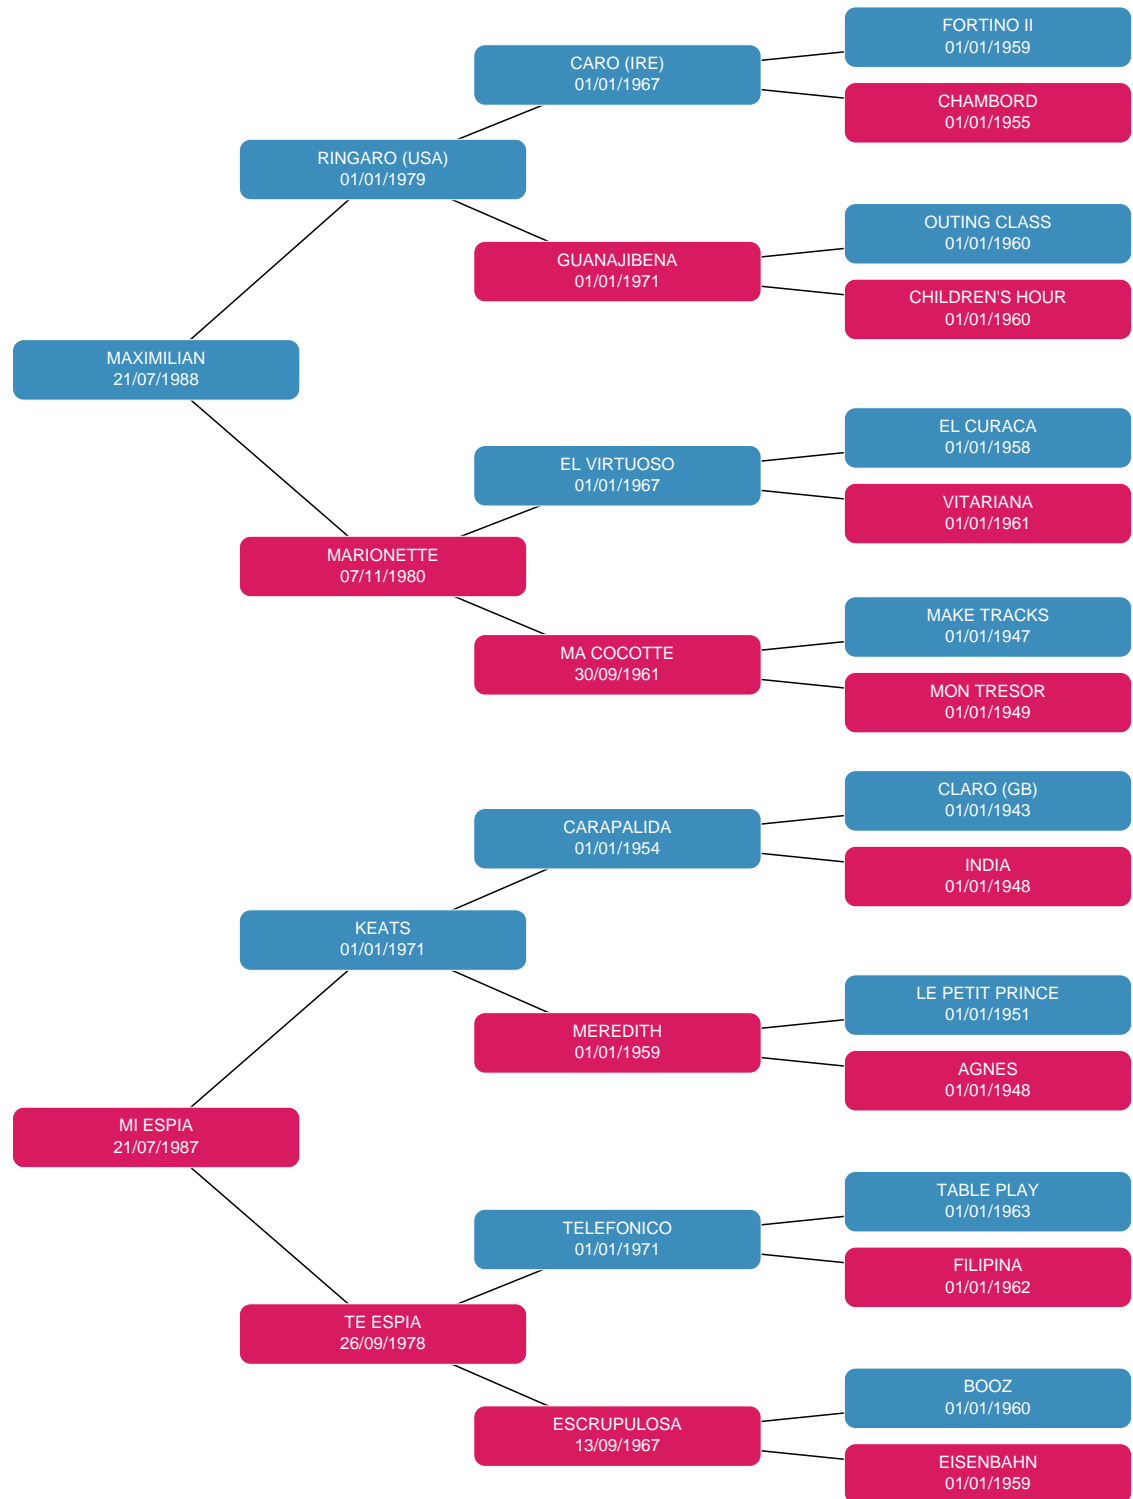 FORTINO II
01/01/1959
CARO (IRE)
01/01/1967
CHAMBORD
01/01/1955
RINGARO (USA)
01/01/1979
OUTING CLASS
01/01/1960
GUANAJIBENA
01/01/1971
CHILDREN'S HOUR
01/01/1960
MAXIMILIAN
21/07/1988
EL CURACA
01/01/1958
EL VIRTUOSO
01/01/1967
VITARIANA
01/01/1961
MARIONETTE
07/11/1980
MAKE TRACKS
01/01/1947
MA COCOTTE
30/09/1961
MON TRESOR
01/01/1949
CLARO (GB)
01/01/1943
CARAPALIDA
01/01/1954
INDIA
01/01/1948
KEATS
01/01/1971
LE PETIT PRINCE
01/01/1951
MEREDITH
01/01/1959
AGNES
01/01/1948
MI ESPIA
21/07/1987
TABLE PLAY
01/01/1963
TELEFONICO
01/01/1971
FILIPINA
01/01/1962
TE ESPIA
26/09/1978
BOOZ
01/01/1960
ESCRUPULOSA
13/09/1967
EISENBAHN
01/01/1959